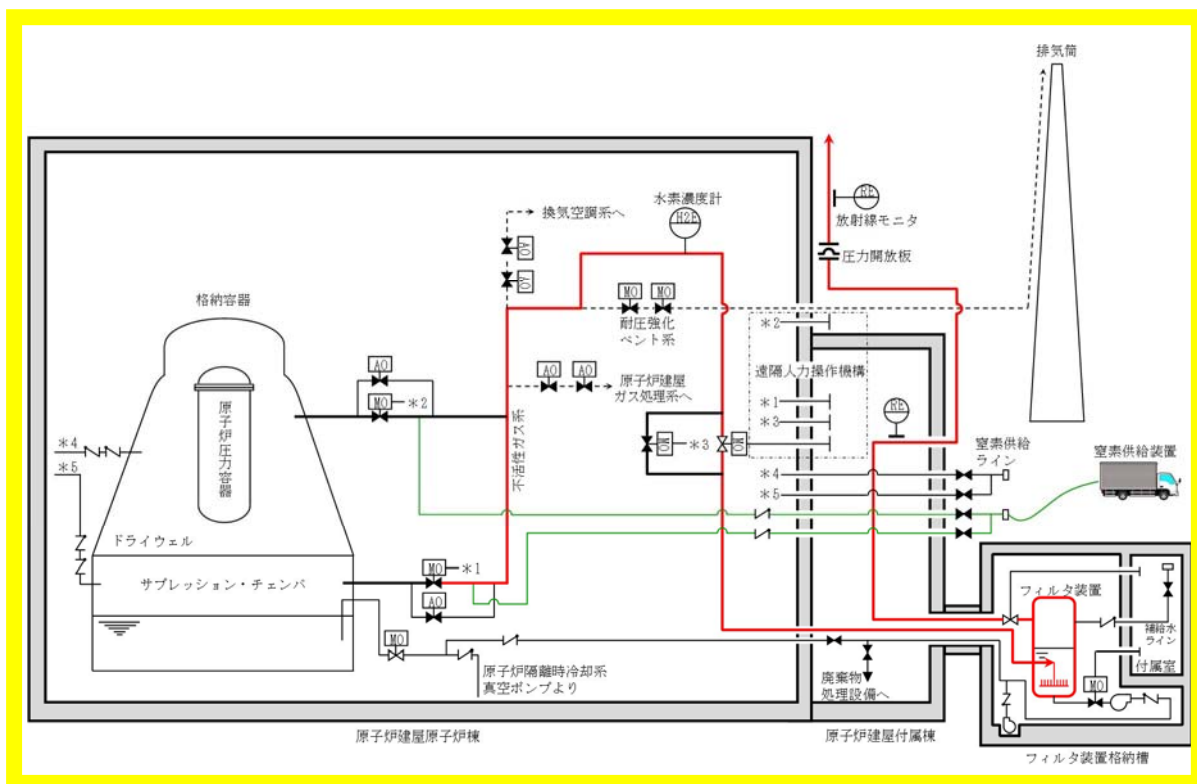 排気筒
水素濃度計
H2E
RE
放射線モニタ
換気空調系へ
AO
圧力開放板
AO
格納容器
MO
MO
耐圧強化
ベント系
＊2
AO
AO
AO
原子炉建屋
ガス処理系へ
遠隔人力操作機構
MO
＊2
原子炉圧力容器
不活性ガス系
＊1
RE
＊3
＊4
MO
＊3
MO
窒素供給
ライン
窒素供給装置
＊5
＊4
＊5
ドライウェル
サプレッション・チェンバ
MO
＊1
AO
フィルタ装置
補給水
ライン
MO
付属室
原子炉隔離時冷却系
真空ポンプより
廃棄物
処理設備へ
MO
原子炉建屋原子炉棟
原子炉建屋付属棟
フィルタ装置格納槽